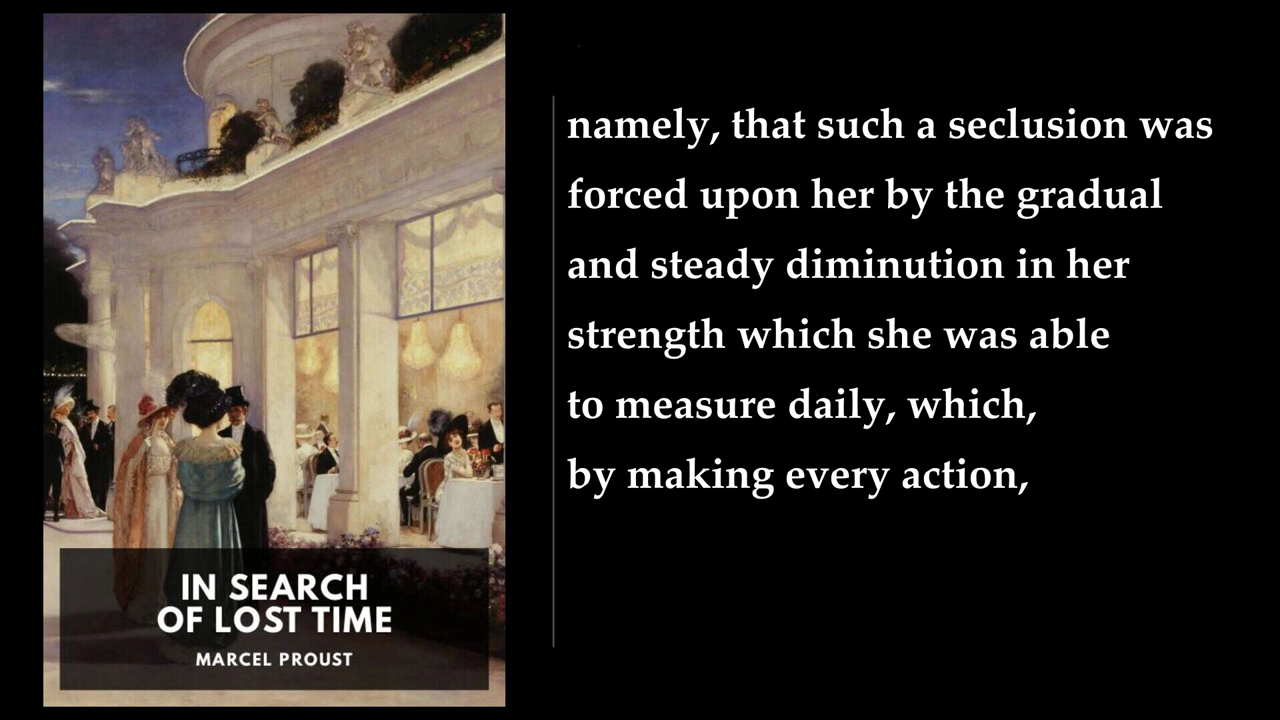 namely, that such a seclusion was
forced upon her by the gradual
and steady diminution in her
strength which she was able
to measure daily, which,
by making every action,
IN SEARCH
OF LOST TIME
MARCEL PROUST